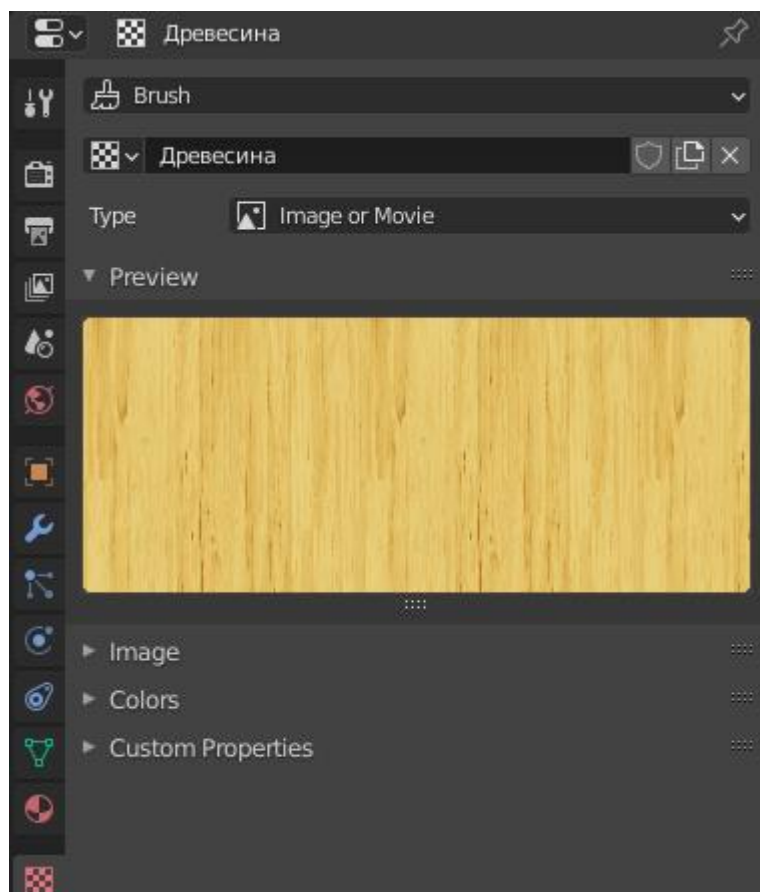 Древесина
Brush
Древесина
Type Image or Movie
Preview
Image
Colors
Custom Properties